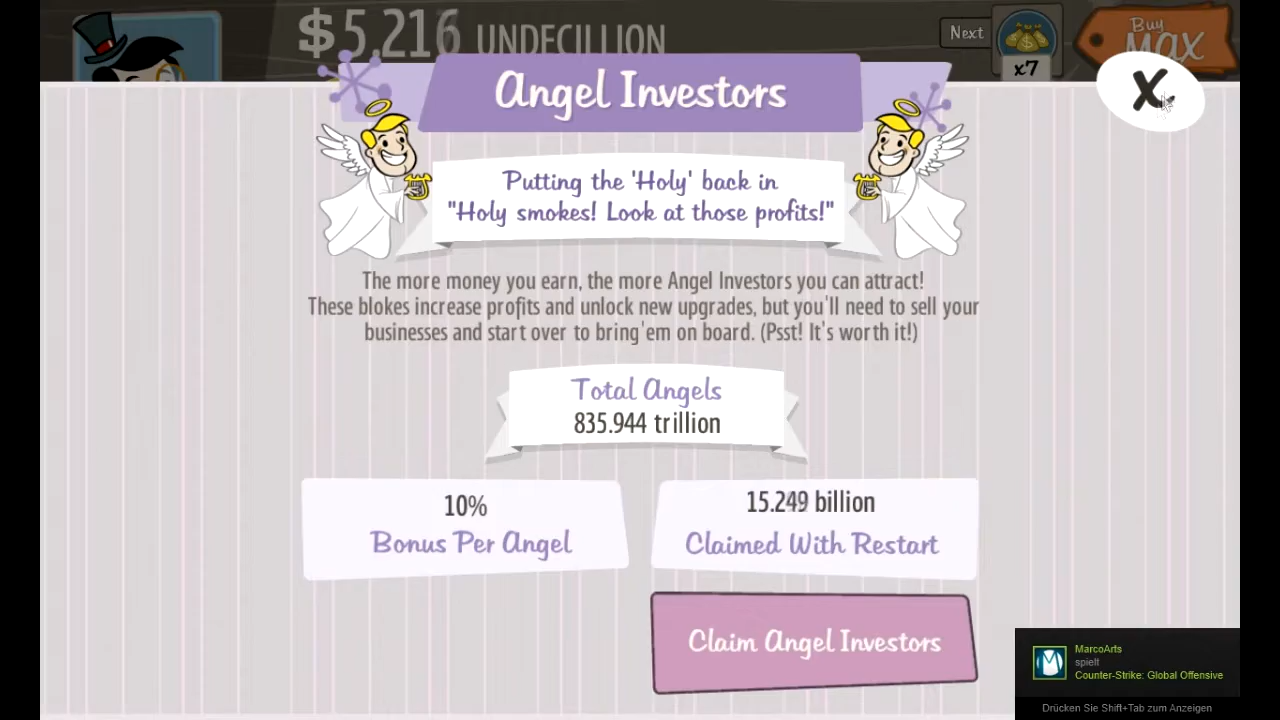 $5,216 UNDECILLION
Next
x7
Buy
MAX
X
Angel Investors
Putting the 'Holy' back in
"Holy smokes! Look at those profits!"
The more money you earn, the more Angel Investors you can attract!
These blokes increase profits and unlock new upgrades, but you'll need to sell your
businesses and start over to bring'em on board. (Psst! It's worth it!)
Total Angels
835.944 trillion
10%
Bonus Per Angel
15.249 billion
Claimed With Restart
Claim Angel Investors
MarcoArts
spielt
Counter-Strike: Global Offensive
Drücken Sie Shift+Tab zum Anzeigen